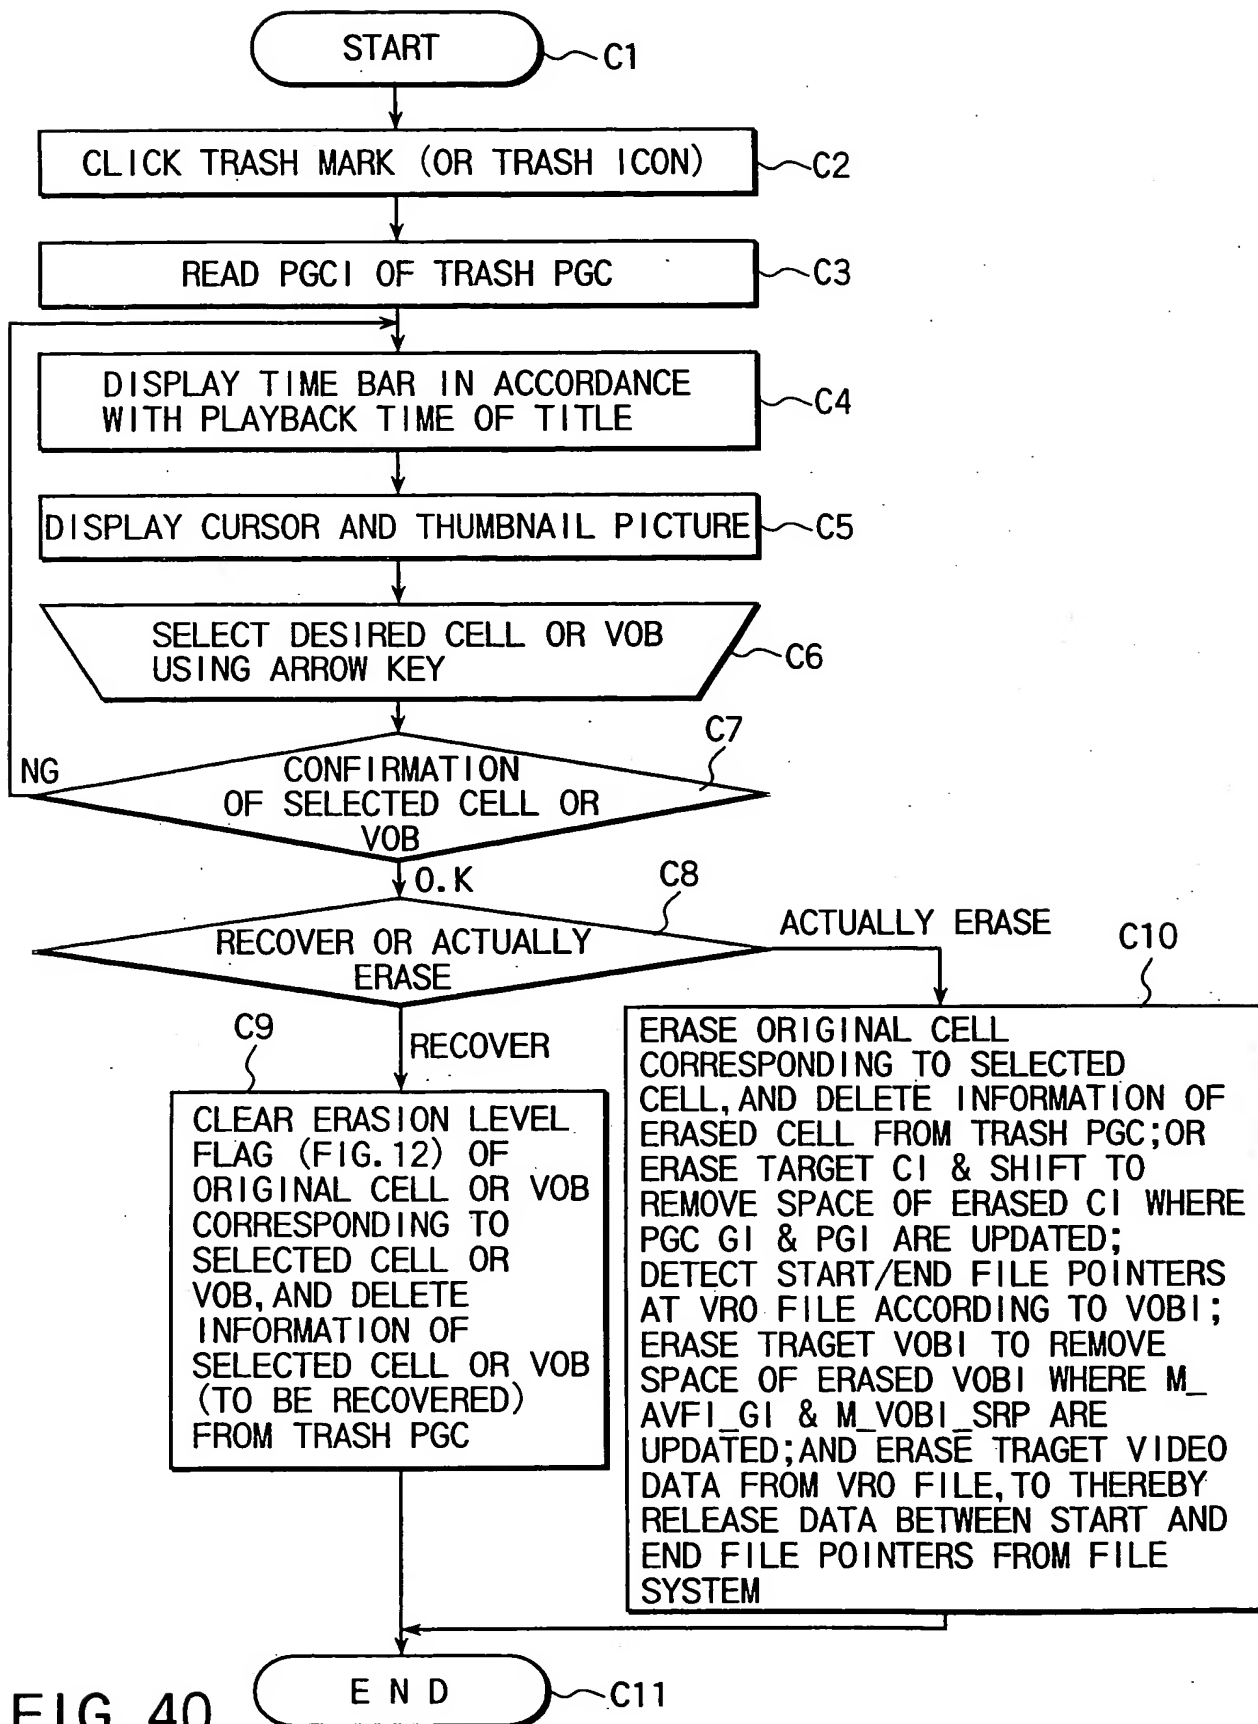 START
C1
CLICK TRASH MARK (OR TRASH ICON)
C2
READ PGCI OF TRASH PGC
C3
DISPLAY TIME BAR IN ACCORDANCE
WITH PLAYBACK TIME OF TITLE
C4
DISPLAY CURSOR AND THUMBNAIL PICTURE
C5
SELECT DESIRED CELL OR VOB
USING ARROW KEY
C6
C7
NG
CONFIRMATION
OF SELECTED CELL OR
VOB
O.K
C8
RECOVER OR ACTUALLY
ERASE
ACTUALLY ERASE
C10
C9
RECOVER
CLEAR ERASION LEVEL
FLAG (FIG.12) OF
ORIGINAL CELL OR VOB
CORRESPONDING TO
SELECTED CELL OR
VOB, AND DELETE
INFORMATION OF
SELECTED CELL OR VOB
(TO BE RECOVERED)
FROM TRASH PGC
ERASE ORIGINAL CELL
CORRESPONDING TO SELECTED
CELL, AND DELETE INFORMATION OF
ERASED CELL FROM TRASH PGC;OR
ERASE TARGET CI & SHIFT TO
REMOVE SPACE OF ERASED CI WHERE
PGC GI & PGI ARE UPDATED;
DETECT START/END FILE POINTERS
AT VRO FILE ACCORDING TO VOBI;
ERASE TRAGET VOBI TO REMOVE
SPACE OF ERASED VOBI WHERE M_
AVFI_GI & M_VOBI_SRP ARE
UPDATED;AND ERASE TRAGET VIDEO
DATA FROM VRO FILE, TO THEREBY
RELEASE DATA BETWEEN START AND
END FILE POINTERS FROM FILE
SYSTEM
END
C11
FIG. 40